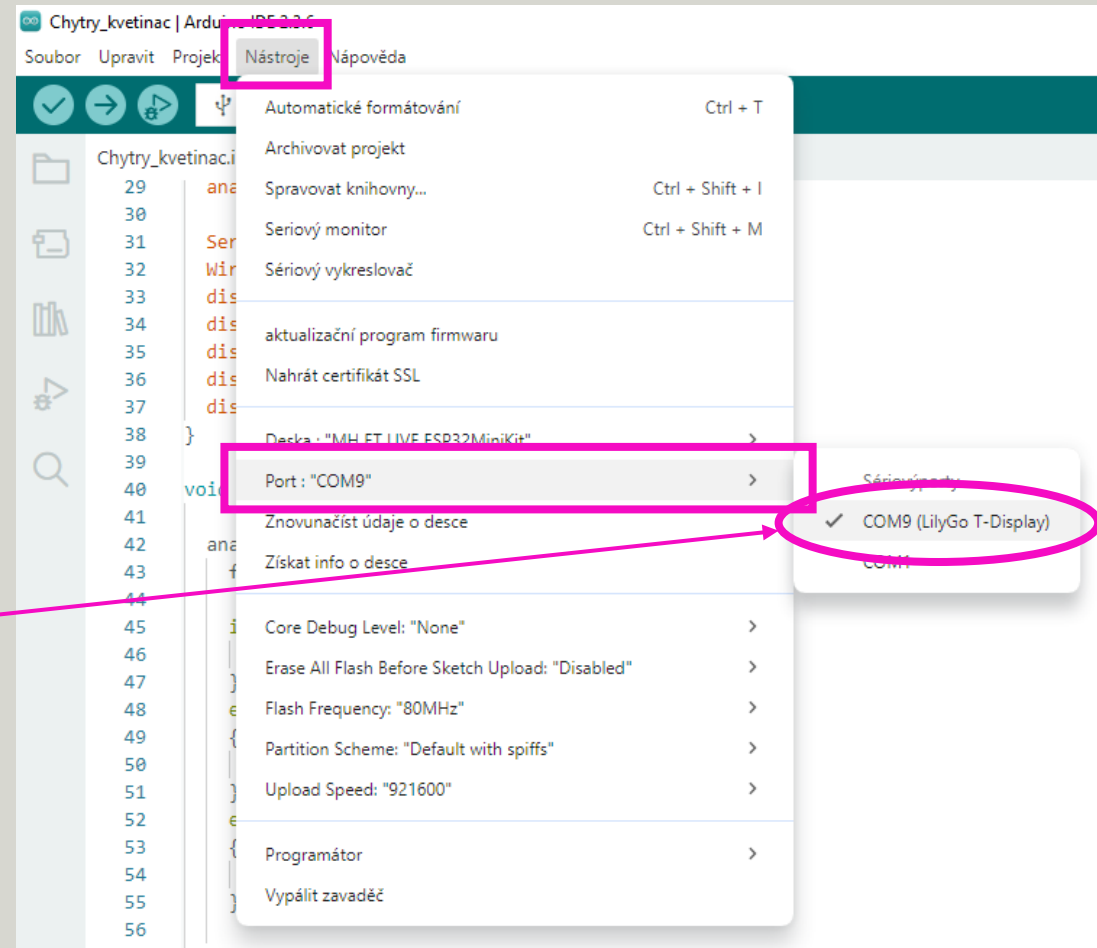 Chytry_kvetinac | Arduino IDE 2.3.6
Soubor Upravit Projekt Nástroje Nápověda
Chytry_kvetinac.i
Automatické formátování Ctrl + T
Archivovat projekt
Spravovat knihovny... Ctrl + Shift + I
Seriový monitor Ctrl + Shift + M
Sériový vykreslovač
aktualizační program firmwaru
Nahrát certifikát SSL
Deska : "MH ET LIVE ESP32MiniKit"
Port : "COM9"
Znovunačíst údaje o desce
Získat info o desce
Core Debug Level: "None"
Erase All Flash Before Sketch Upload: "Disabled"
Flash Frequency: "80MHz"
Partition Scheme: "Default with spiffs"
Upload Speed: "921600"
Programátor
Vypálit zavaděč
Sériovýporty
COM9 (LilyGo T-Display)
COM1
29 ana
30
31 Ser
32 Wir
33 dis
34 dis
35 dis
36 dis
37 dis
38 }
39
40 voi
41
42 ana
43 f
44
45 i
46
47 }
48 e
49 {
50
51 }
52 e
53 {
54
55 }
56